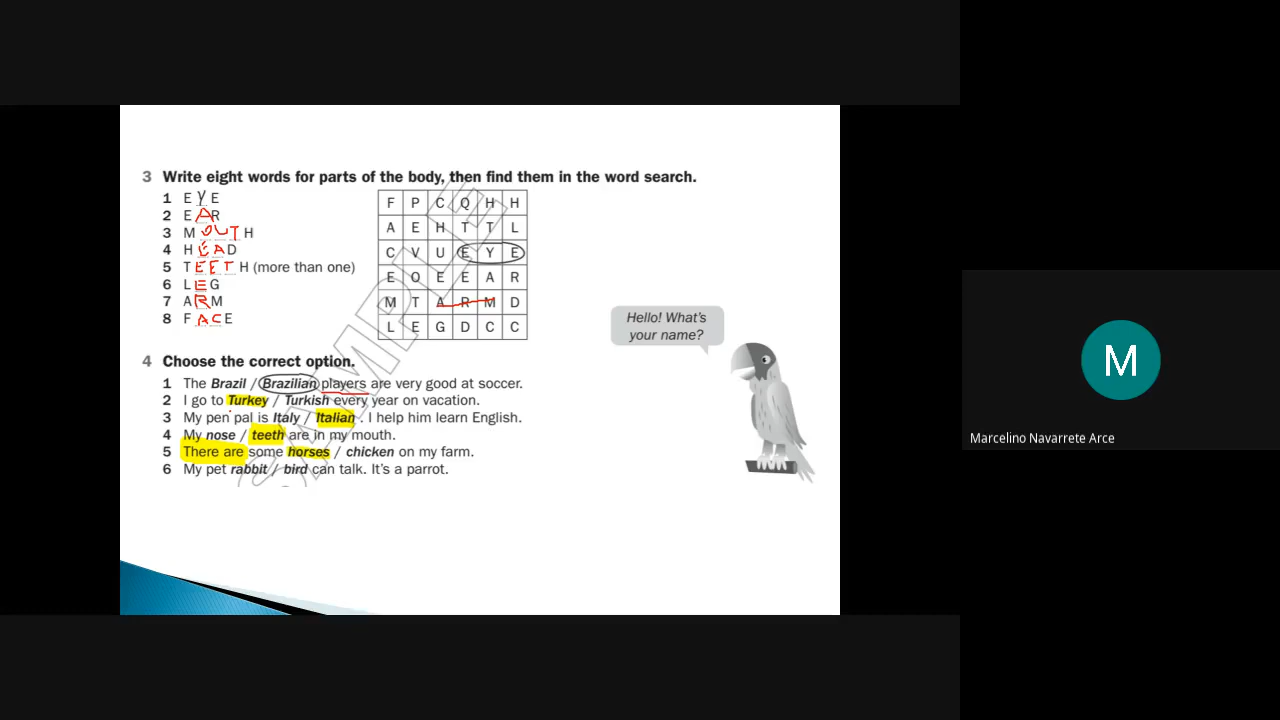 3 Write eight words for parts of the body, then find them in the word search.
1 EYE
2 EAR
3 MOUTH
4 HEAD
5 TEETH (more than one)
6 LEG
7 ARM
8 FACE
F P C Q H H
A E H T T L
C V U E Y E
E O E E A R
M T A R M D
L E G D C C
SAMPLE
Hello! What's
your name?
4 Choose the correct option.
1 The Brazil / Brazilian players are very good at soccer.
2 I go to Turkey / Turkish every year on vacation.
3 My pen pal is Italy / Italian . I help him learn English.
4 My nose / teeth are in my mouth.
5 There are some horses / chicken on my farm.
6 My pet rabbit / bird can talk. It's a parrot.
SAMPLE
M
Marcelino Navarrete Arce